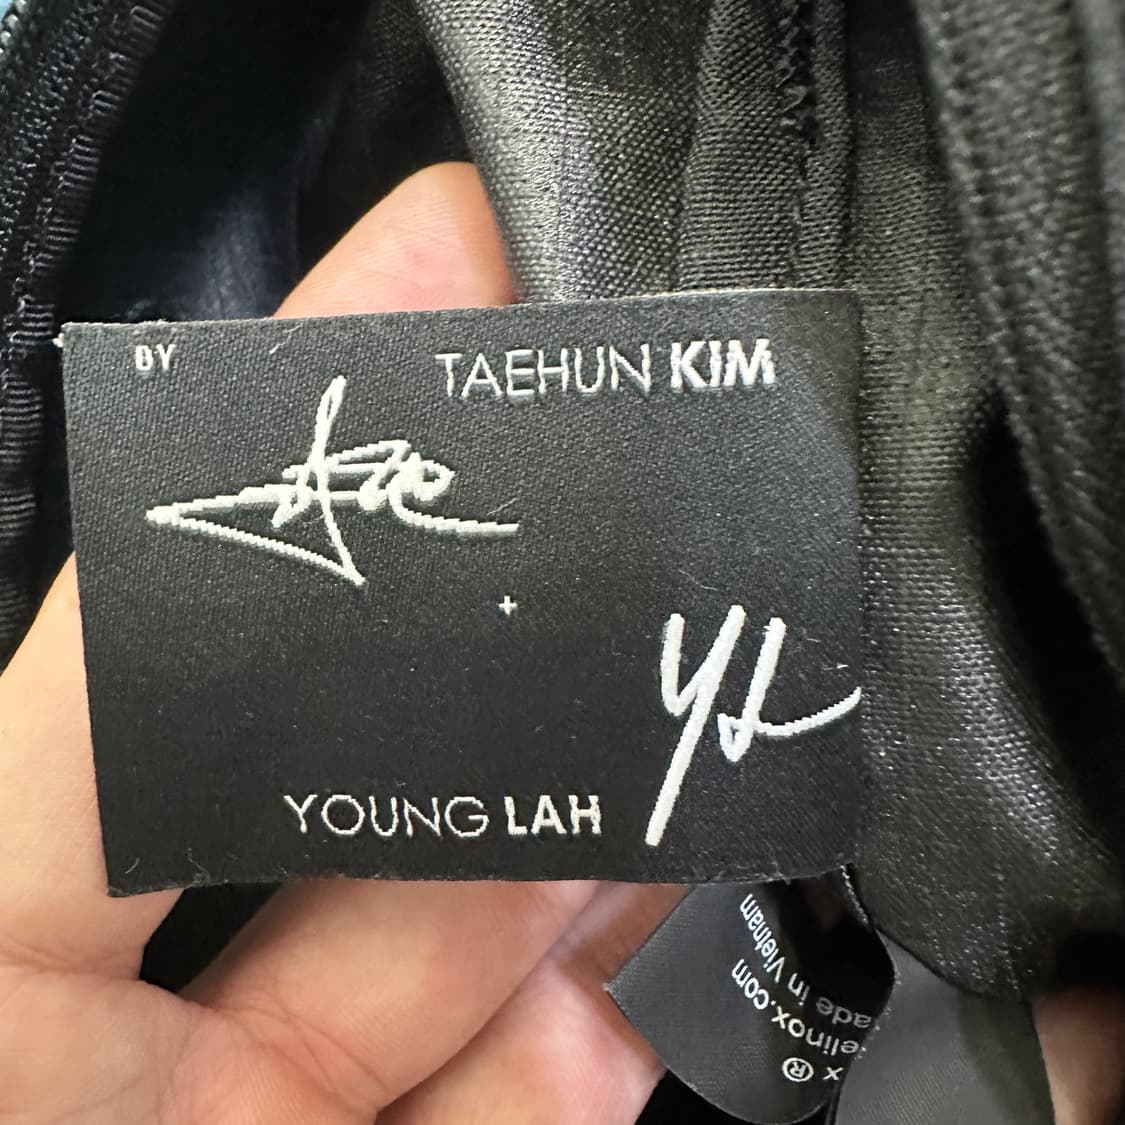 BY
TAEHUN KIM
+
YOUNG LAH
x ®
elinox.com
ade in Vietnam